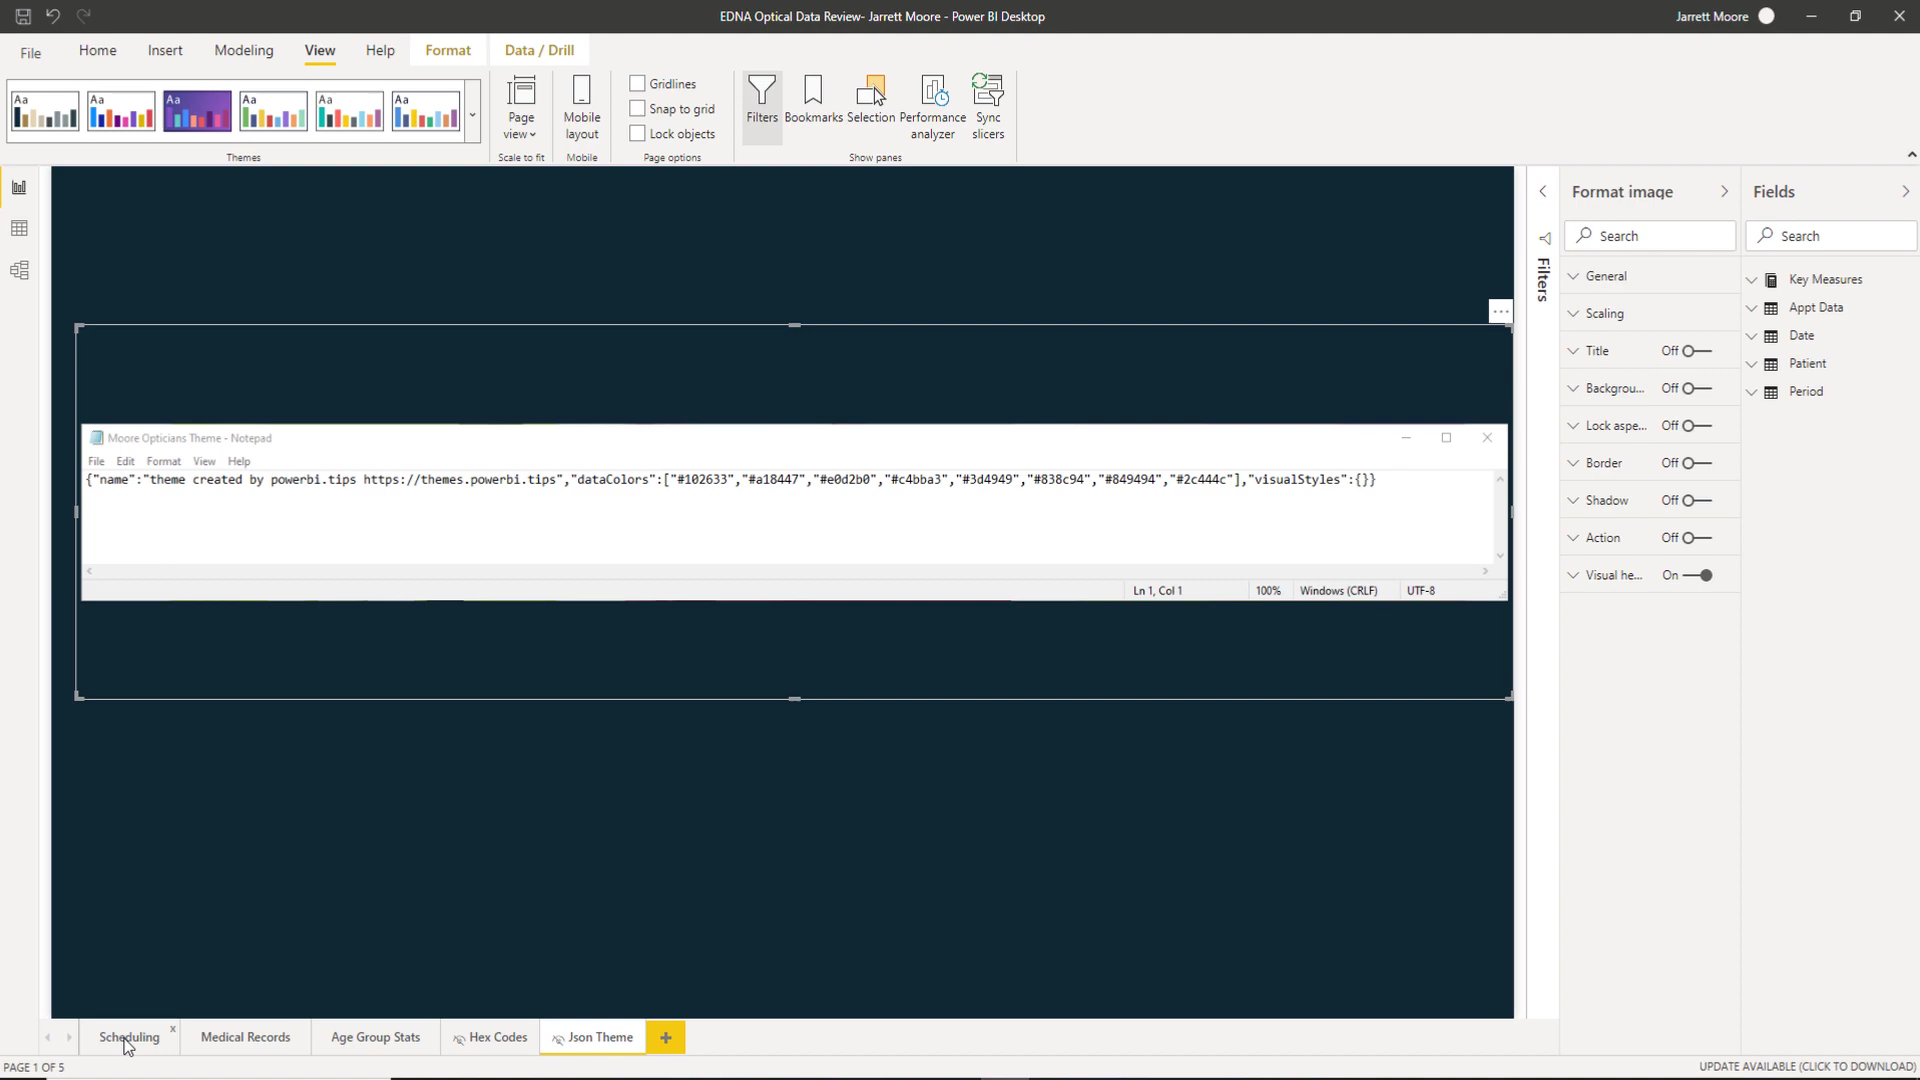 EDNA Optical Data Review- Jarrett Moore - Power BI Desktop
Jarrett Moore
File Home Insert Modeling View Help Format Data / Drill
Aa Aa Aa Aa Aa Aa
Themes
Page view
Scale to fit
Mobile layout
Mobile
Gridlines
Snap to grid
Lock objects
Page options
Filters
Bookmarks
Selection
Performance analyzer
Sync slicers
Show panes
Moore Opticians Theme - Notepad
File Edit Format View Help
{"name":"theme created by powerbi.tips https://themes.powerbi.tips","dataColors":["#102633","#a18447","#e0d2b0","#c4bba3","#3d4949","#838c94","#849494","#2c444c"],"visualStyles":{}}
Ln 1, Col 1 100% Windows (CRLF) UTF-8
Filters
Format image
Search
General
Scaling
Title Off
Backgrou... Off
Lock aspe... Off
Border Off
Shadow Off
Action Off
Visual he... On
Fields
Search
Key Measures
Appt Data
Date
Patient
Period
Scheduling x Medical Records Age Group Stats Hex Codes Json Theme +
PAGE 1 OF 5
UPDATE AVAILABLE (CLICK TO DOWNLOAD)